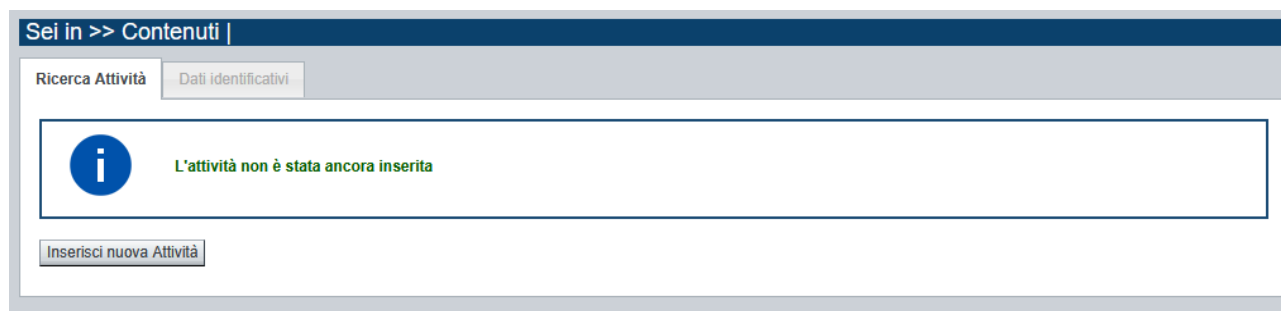 Sei in >> Contenuti |
Ricerca Attività Dati identificativi
i
L'attività non è stata ancora inserita
Inserisci nuova Attività